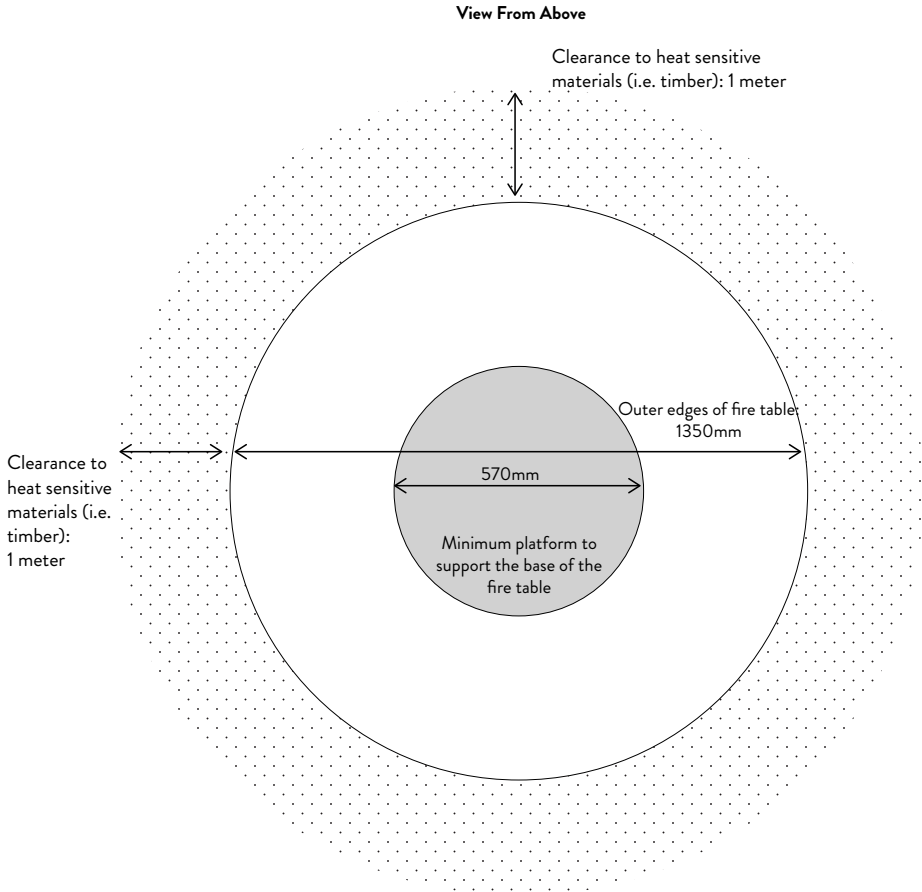 View From Above
Clearance to heat sensitive
materials (i.e. timber): 1 meter
Outer edges of fire table:
1350mm
570mm
Clearance to
heat sensitive
materials (i.e.
timber):
1 meter
Minimum platform to
support the base of the
fire table